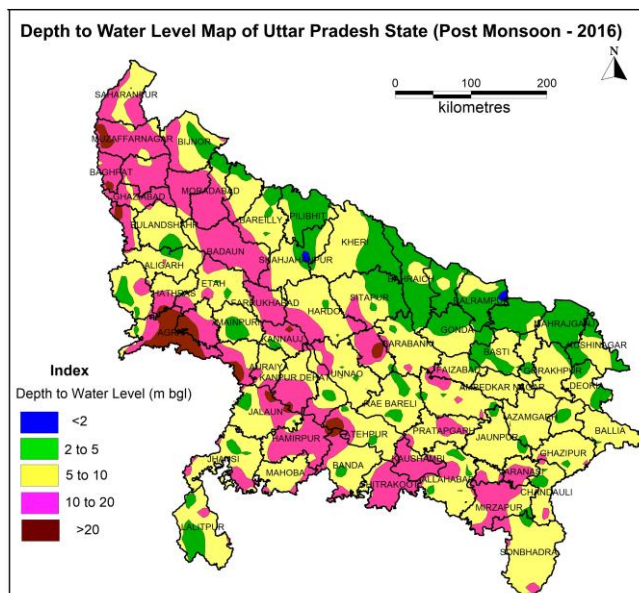 Depth to Water Level Map of Uttar Pradesh State (Post Monsoon - 2016)
N
0 100 200
kilometres
SAHARANPUR
MUZAFFARNAGAR
BIJNOR
BAGHPAT
GHAZIABAD
MORADABAD
BULANDSHAHR
BAREILLY
PILIBHIT
KHERI
BADAUN
SHAHJAHANPUR
ALIGARH
BAHRAICH
ETAH
HATHRAS
FARRUKHABAD
SITAPUR
BALRAMPUR
HARDOI
MAHRAJGANJ
AGRA
MAINPURI
KANNAUJ
BARABANKI
GONDA
BASTI
KUSHINAGAR
GORAKHPUR
AURAIYA
KANPUR DEHAT
UNNAO
FAIZABAD
AMBEDKAR NAGAR
DEORIA
JALAUN
RAE BARELI
AZAMGARH
BALLIA
HAMIRPUR
FATEHPUR
PRATAPGARH
JAUNPUR
GHAZIPUR
JHANSI
MAHOBA
BANDA
KAUSHAMBI
CHITRAKOOT
ALLAHABAD
VARANASI
CHANDAULI
MIRZAPUR
LALITPUR
SONBHADRA
Index
Depth to Water Level (m bgl)
<2
2 to 5
5 to 10
10 to 20
>20